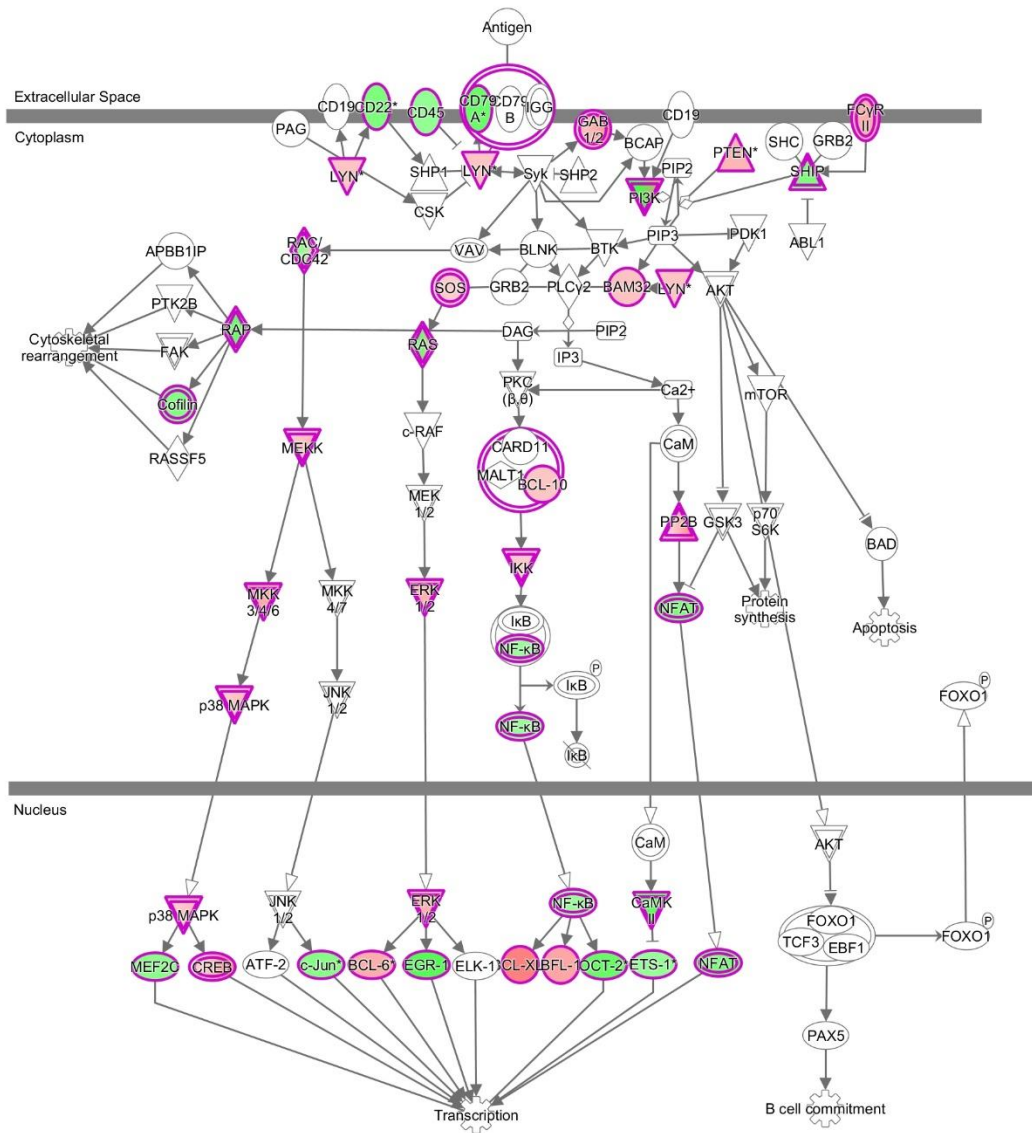 Antigen
Extracellular Space
CD19
CD22*
CD45
CD79
A*
CD79
B
IGG
Cytoplasm
PAG
GAB
1/2
CD19
FCγR
II
BCAP
SHC
GRB2
PTEN*
LYN*
SHP1
LYN*
Syk
SHP2
PIP2
SHIP
CSK
PI3K
RAC/
CDC42
VAV
BLNK
BTK
PIP3
PDK1
ABL1
APBB1IP
SOS
GRB2
PLCγ2
BAM32
LYN*
AKT
PTK2B
Cytoskeletal
rearrangement
RAP
RAS
DAG
PIP2
FAK
IP3
PKC
(β,θ)
Ca2+
mTOR
Cofilin
c-RAF
RASSF5
MEKK
CARD11
CaM
MALT1
BCL-10
MEK
1/2
PP2B
GSK3
p70
S6K
BAD
IKK
MKK
3/4/6
MKK
4/7
ERK
1/2
NFAT
Protein
synthesis
Apoptosis
IκB
NF-κB
P
IκB
p38 MAPK
JNK
1/2
NF-κB
IκB
P
FOXO1
Nucleus
CaM
AKT
p38 MAPK
JNK
1/2
ERK
1/2
NF-κB
CaMK
II
FOXO1
TCF3
EBF1
P
FOXO1
MEF2C
CREB
ATF-2
c-Jun*
BCL-6*
EGR-1
ELK-1
CL-XL
BFL-1
OCT-2*
ETS-1*
NFAT
PAX5
Transcription
B cell commitment